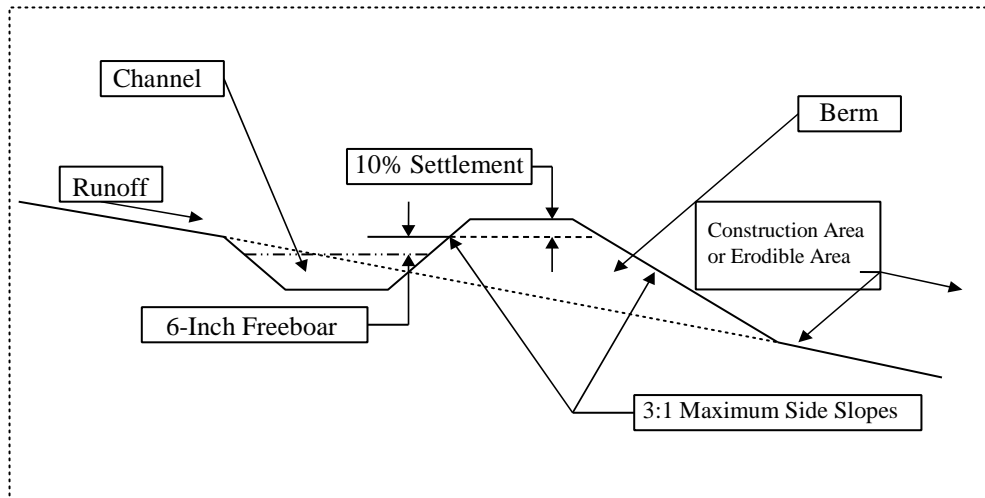 Channel
Berm
10% Settlement
Runoff
Construction Area
or Erodible Area
6-Inch Freeboar
3:1 Maximum Side Slopes